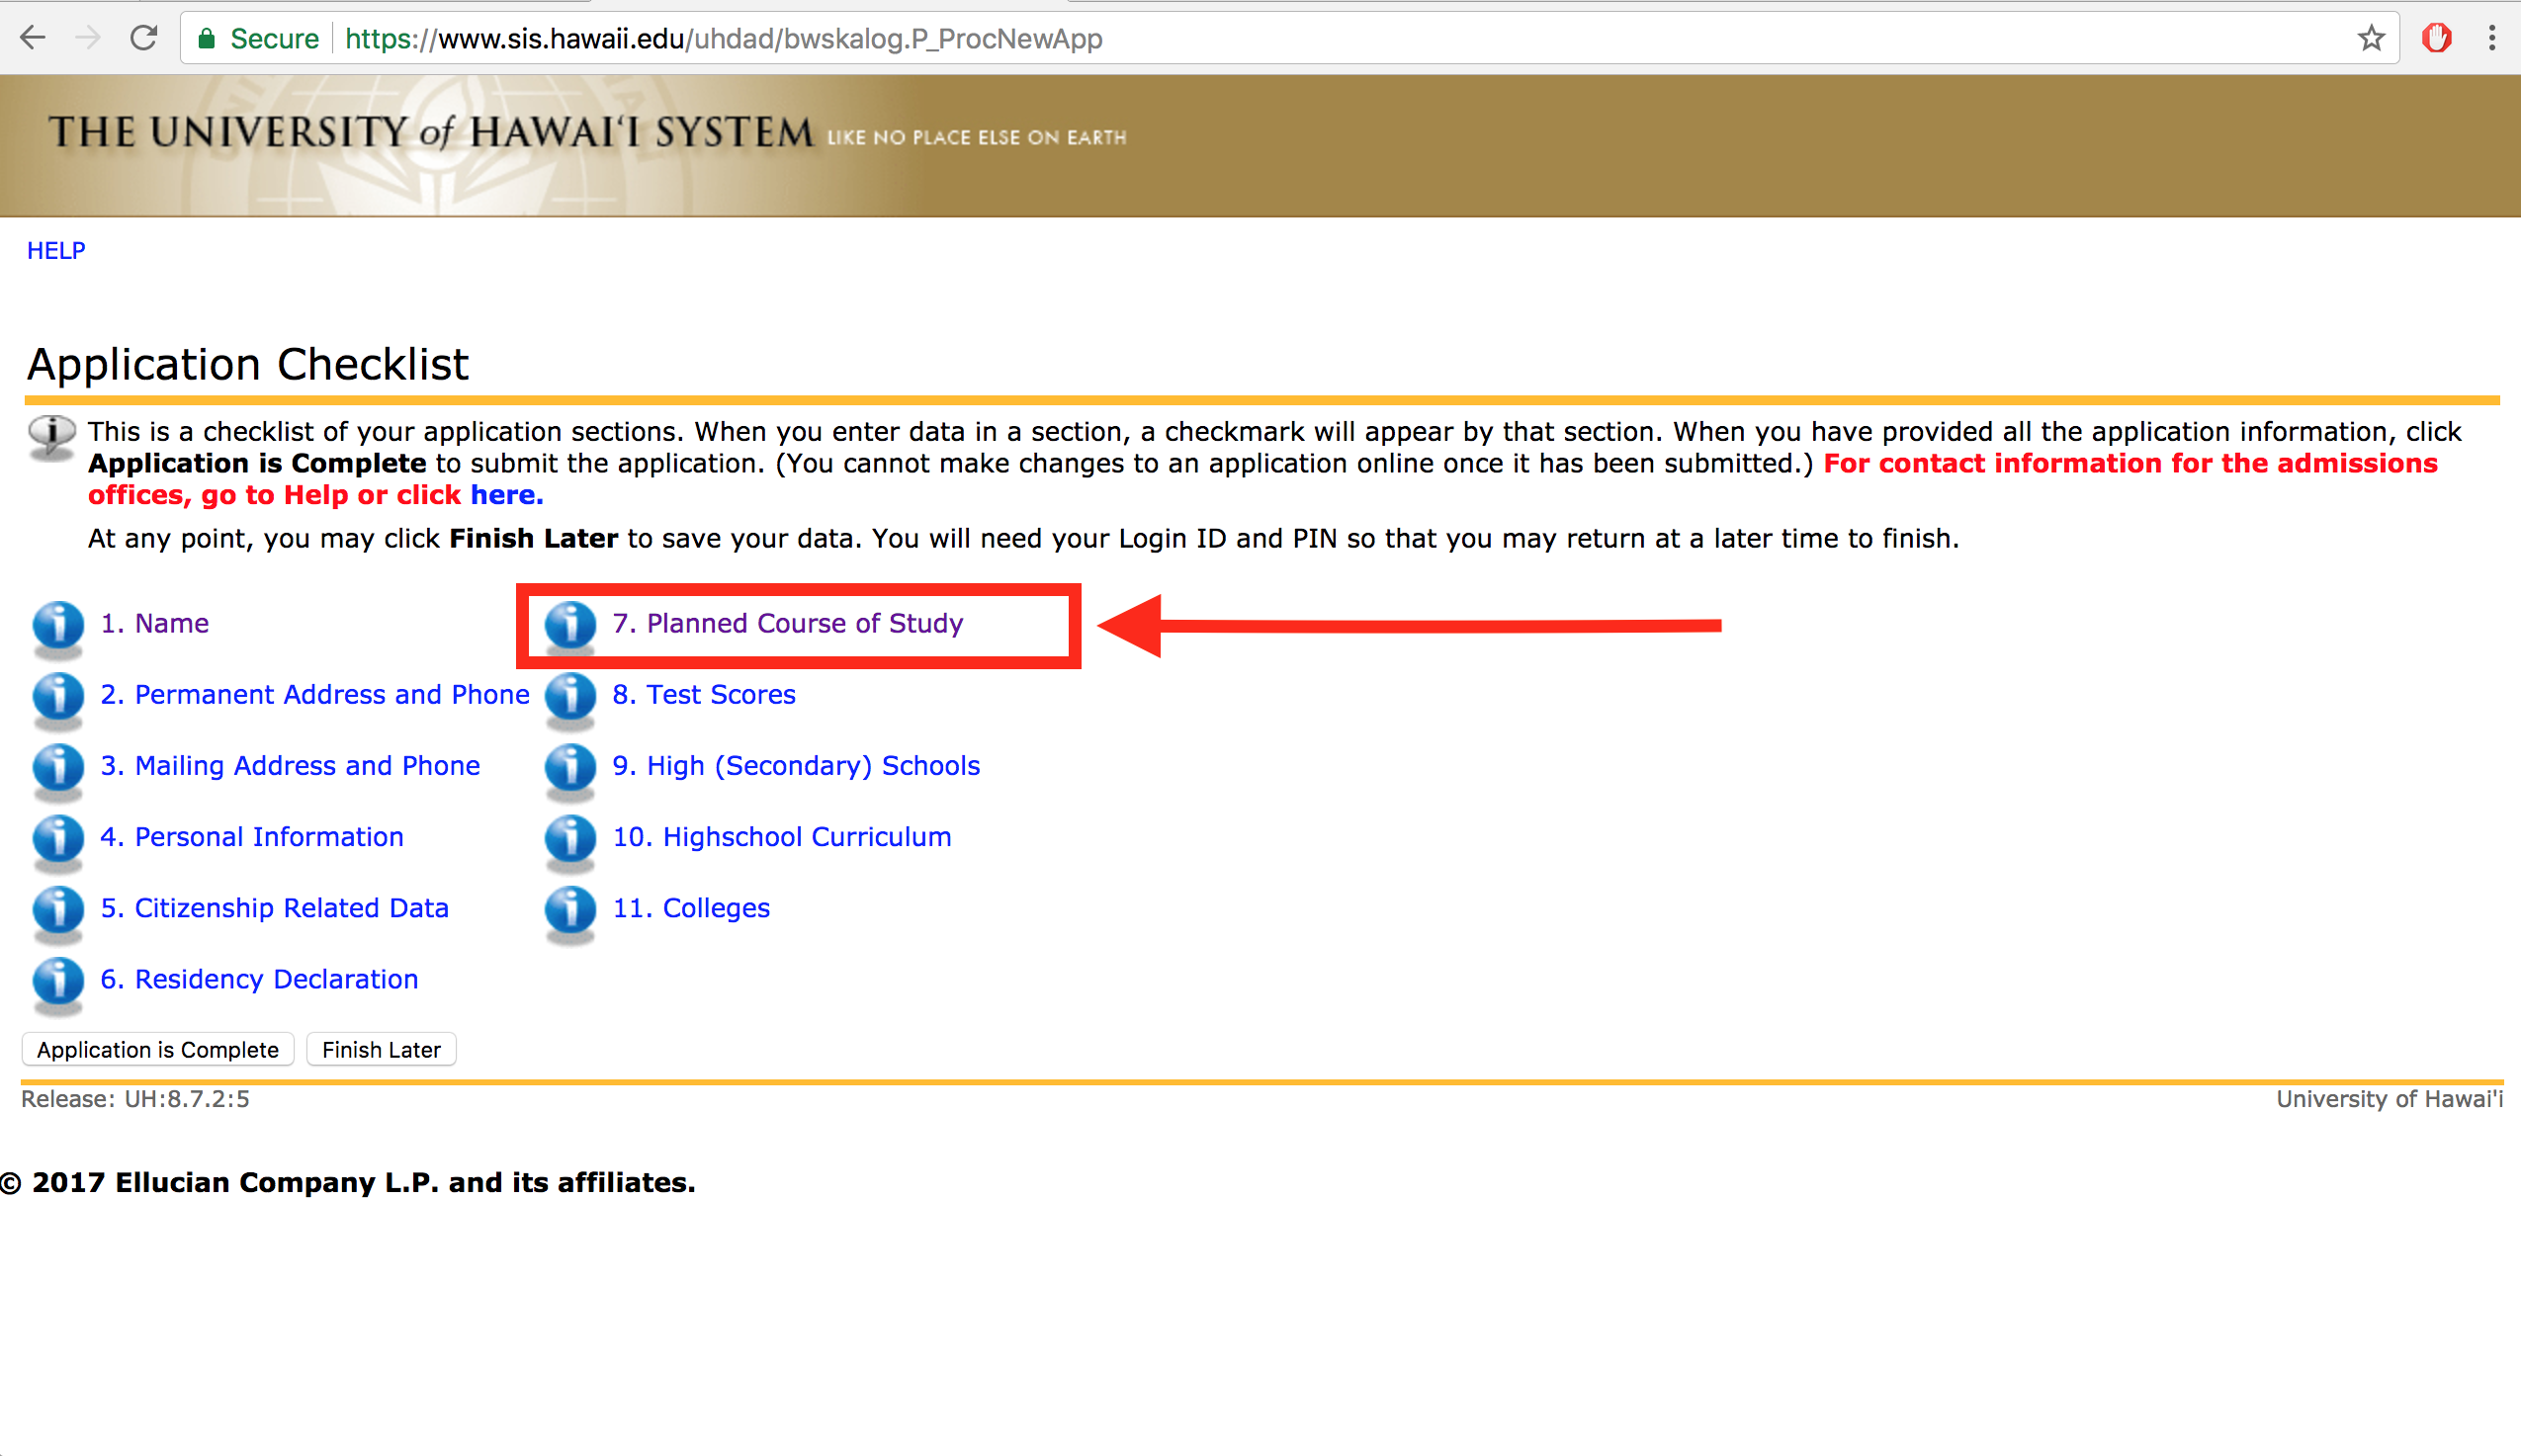 Secure https://www.sis.hawaii.edu/uhdad/bwskalog.P_ProcNewApp
THE UNIVERSITY of HAWAI‘I SYSTEM LIKE NO PLACE ELSE ON EARTH
HELP
Application Checklist
This is a checklist of your application sections. When you enter data in a section, a checkmark will appear by that section. When you have provided all the application information, click
Application is Complete to submit the application. (You cannot make changes to an application online once it has been submitted.) For contact information for the admissions
offices, go to Help or click here.
At any point, you may click Finish Later to save your data. You will need your Login ID and PIN so that you may return at a later time to finish.
1. Name
2. Permanent Address and Phone
3. Mailing Address and Phone
4. Personal Information
5. Citizenship Related Data
6. Residency Declaration
7. Planned Course of Study
8. Test Scores
9. High (Secondary) Schools
10. Highschool Curriculum
11. Colleges
Application is Complete Finish Later
Release: UH:8.7.2:5
University of Hawai'i
© 2017 Ellucian Company L.P. and its affiliates.